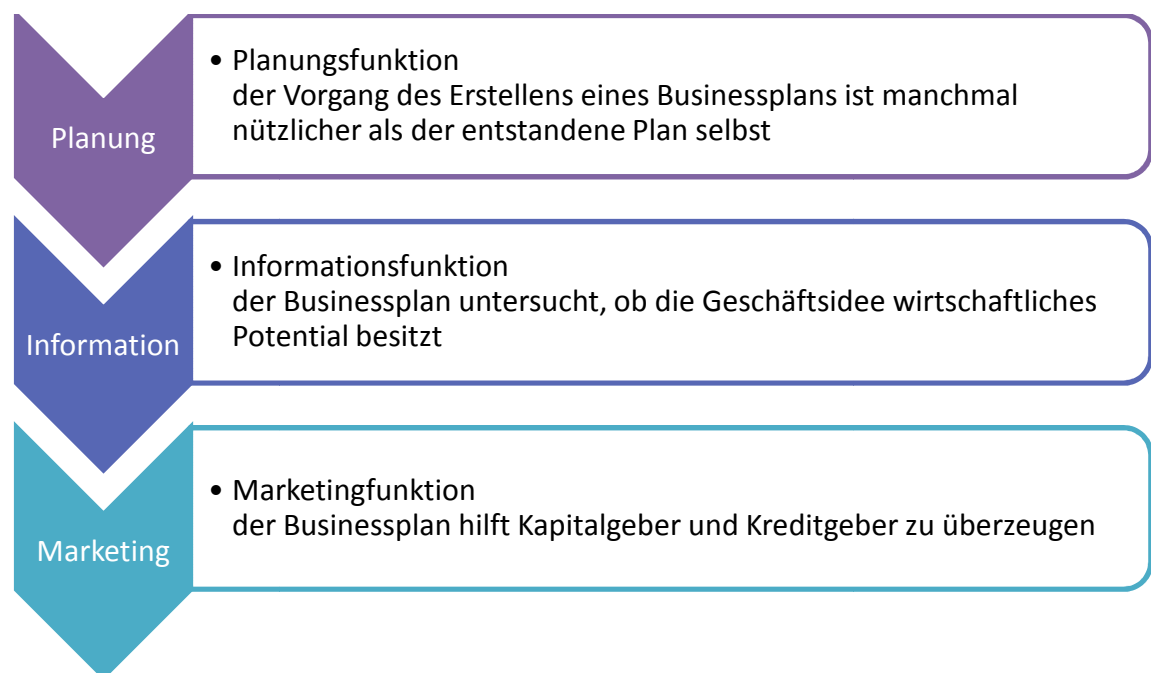 Planung
• Planungsfunktion
der Vorgang des Erstellens eines Businessplans ist manchmal
nützlicher als der entstandene Plan selbst
Information
• Informationsfunktion
der Businessplan untersucht, ob die Geschäftsidee wirtschaftliches
Potential besitzt
Marketing
• Marketingfunktion
der Businessplan hilft Kapitalgeber und Kreditgeber zu überzeugen